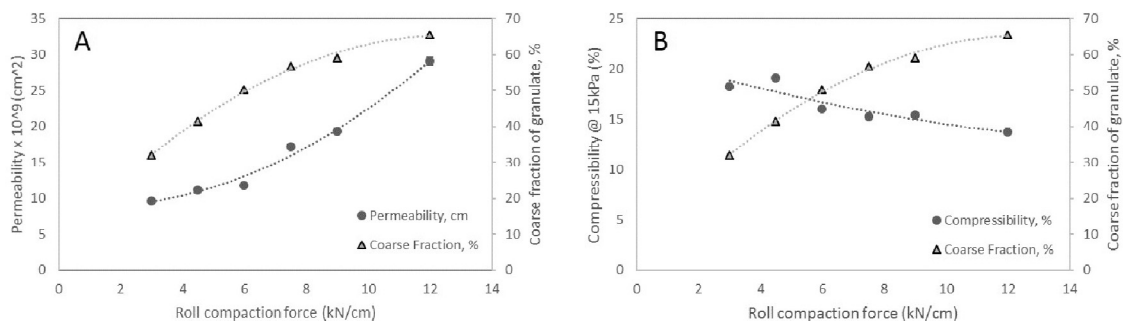 A
35
30
25
20
15
10
5
0
Permeability x 10^9 (cm^2)
70
60
50
40
30
20
10
0
Coarse fraction of granulate, %
Permeability, cm
Coarse Fraction, %
0 2 4 6 8 10 12 14
Roll compaction force (kN/cm)
B
25
20
15
10
5
0
Compressibility @ 15kPa (%)
70
60
50
40
30
20
10
0
Coarse fraction of granulate, %
Compressibility, %
Coarse Fraction, %
0 2 4 6 8 10 12 14
Roll compaction force (kN/cm)